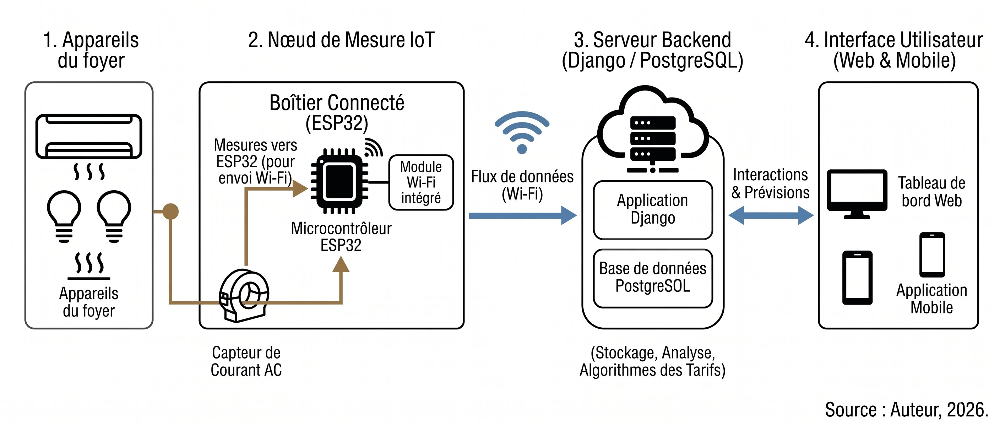 1. Appareils
du foyer
2. Nœud de Mesure IoT
3. Serveur Backend
(Django / PostgreSQL)
4. Interface Utilisateur
(Web & Mobile)
Appareils
du foyer
Boîtier Connecté
(ESP32)
Mesures vers
ESP32 (pour
envoi Wi-Fi)
Module
Wi-Fi
intégré
Microcontrôleur
ESP32
Capteur de
Courant AC
Flux de données
(Wi-Fi)
Application
Django
Base de données
PostgreSOL
(Stockage, Analyse,
Algorithmes des Tarifs)
Interactions
& Prévisions
Tableau de
bord Web
Application
Mobile
Source : Auteur, 2026.